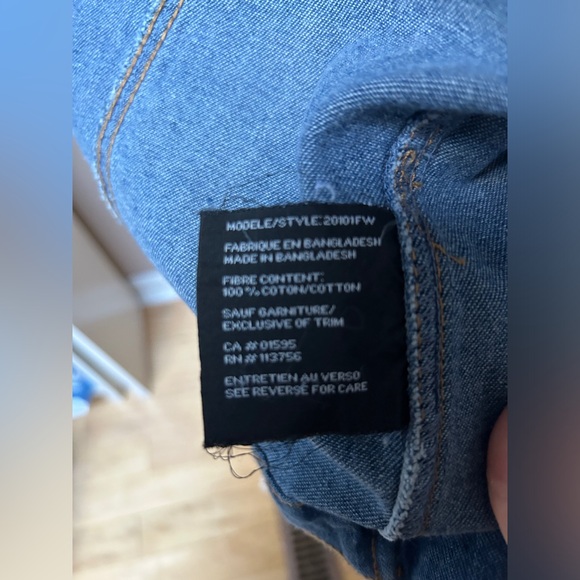 MODELE/STYLE: 20101FW
FABRIQUE EN BANGLADESH
MADE IN BANGLADESH
FIBRE CONTENT:
100 % COTON/COTTON
SAUF GARNITURE/
EXCLUSIVE OF TRIM
CA # 01595
RN # 113756
ENTRETIEN AU VERSO
SEE REVERSE FOR CARE